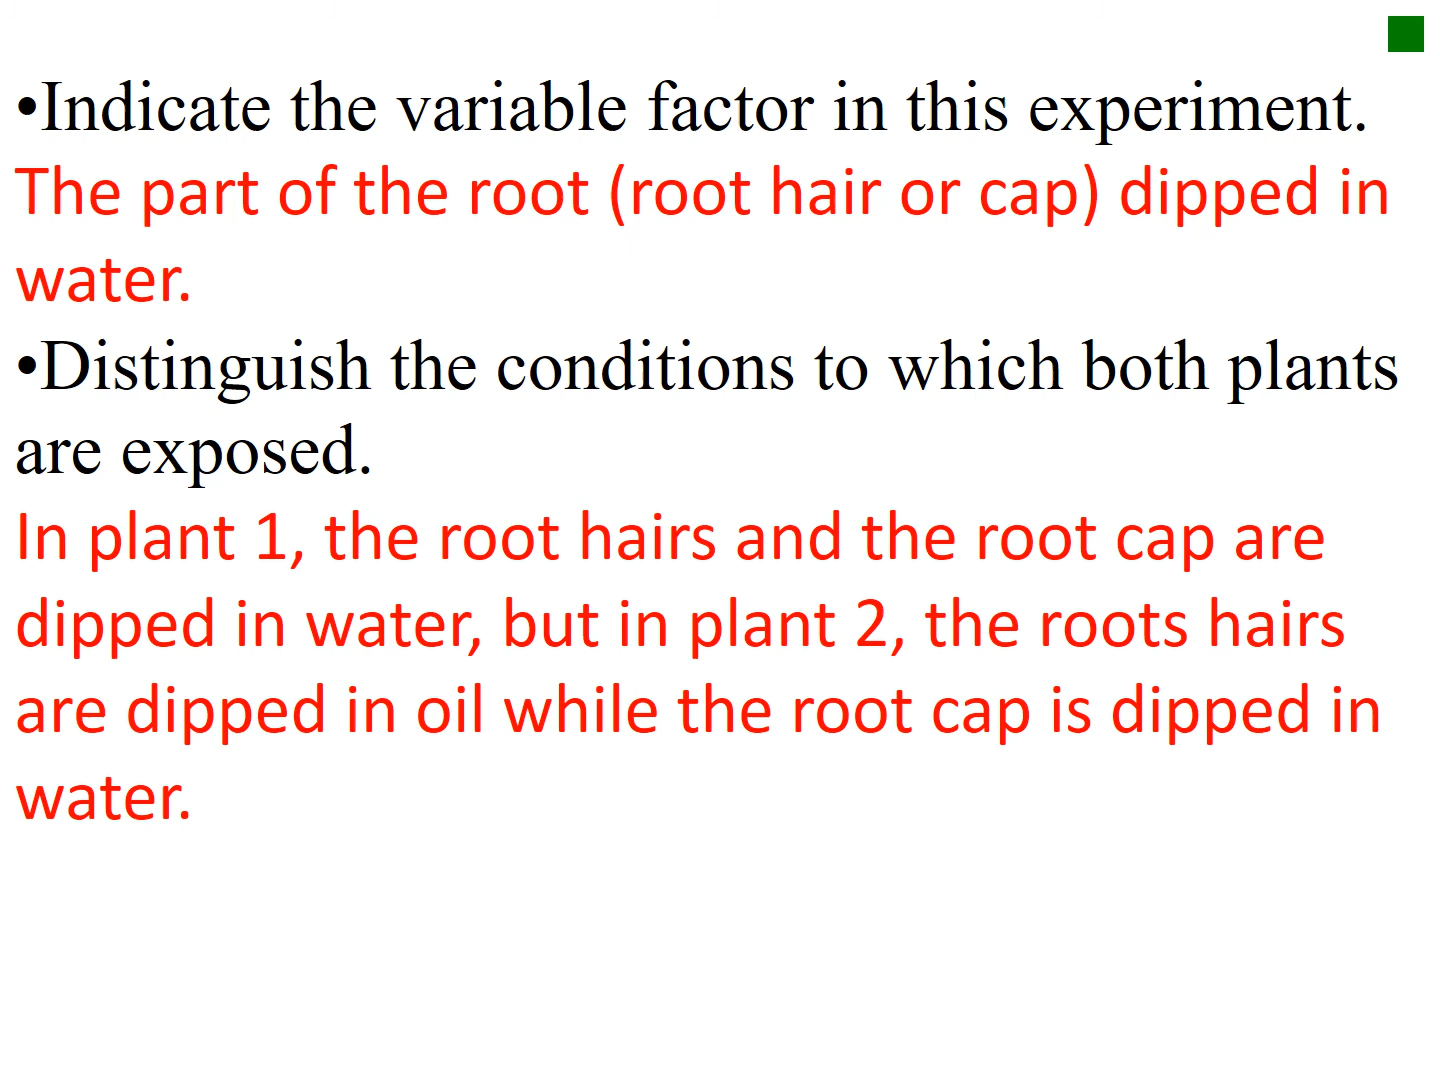 •Indicate the variable factor in this experiment.
The part of the root (root hair or cap) dipped in
water.
•Distinguish the conditions to which both plants
are exposed.
In plant 1, the root hairs and the root cap are
dipped in water, but in plant 2, the roots hairs
are dipped in oil while the root cap is dipped in
water.